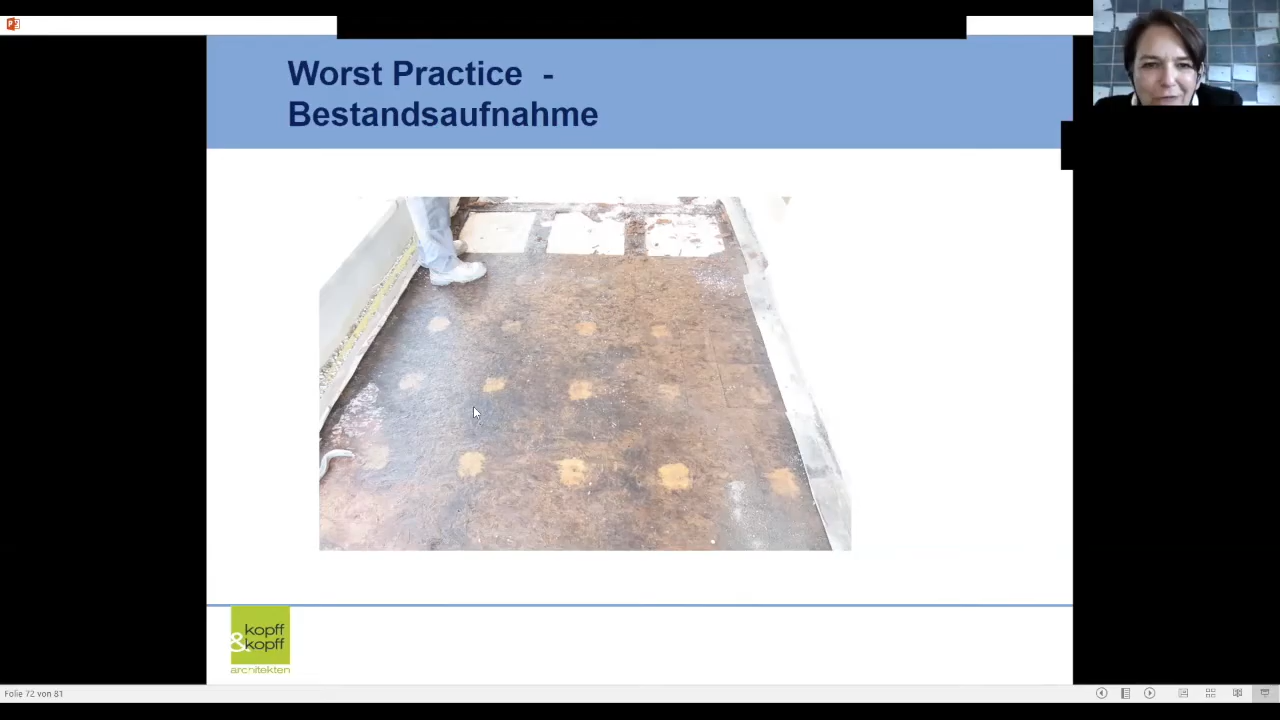 Worst Practice -
Bestandsaufnahme
kopff
&kopff
architekten
Folie 72 von 81